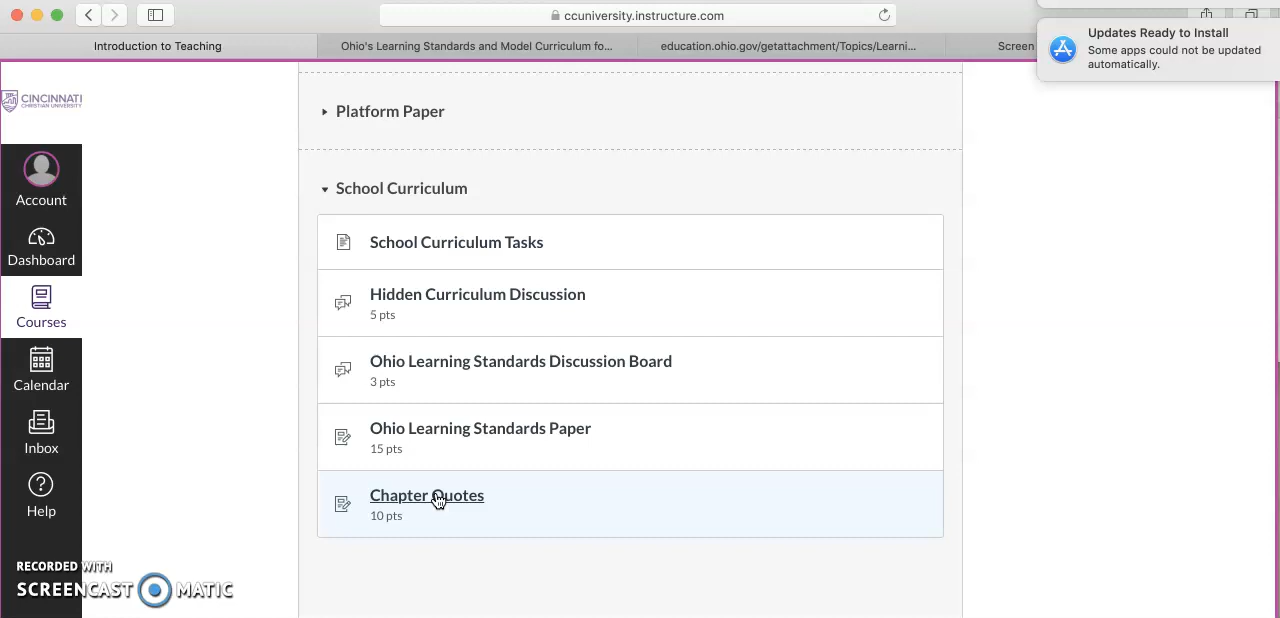 ccuniversity.instructure.com
Updates Ready to Install
Some apps could not be updated
automatically.
Introduction to Teaching
Ohio's Learning Standards and Model Curriculum fo...
education.ohio.gov/getattachment/Topics/Learni...
Screen
CINCINNATI
CHRISTIAN UNIVERSITY
Account
Dashboard
Courses
Calendar
Inbox
Help
Platform Paper
School Curriculum
School Curriculum Tasks
Hidden Curriculum Discussion
5 pts
Ohio Learning Standards Discussion Board
3 pts
Ohio Learning Standards Paper
15 pts
Chapter Quotes
10 pts
RECORDED WITH
SCREENCAST MATIC